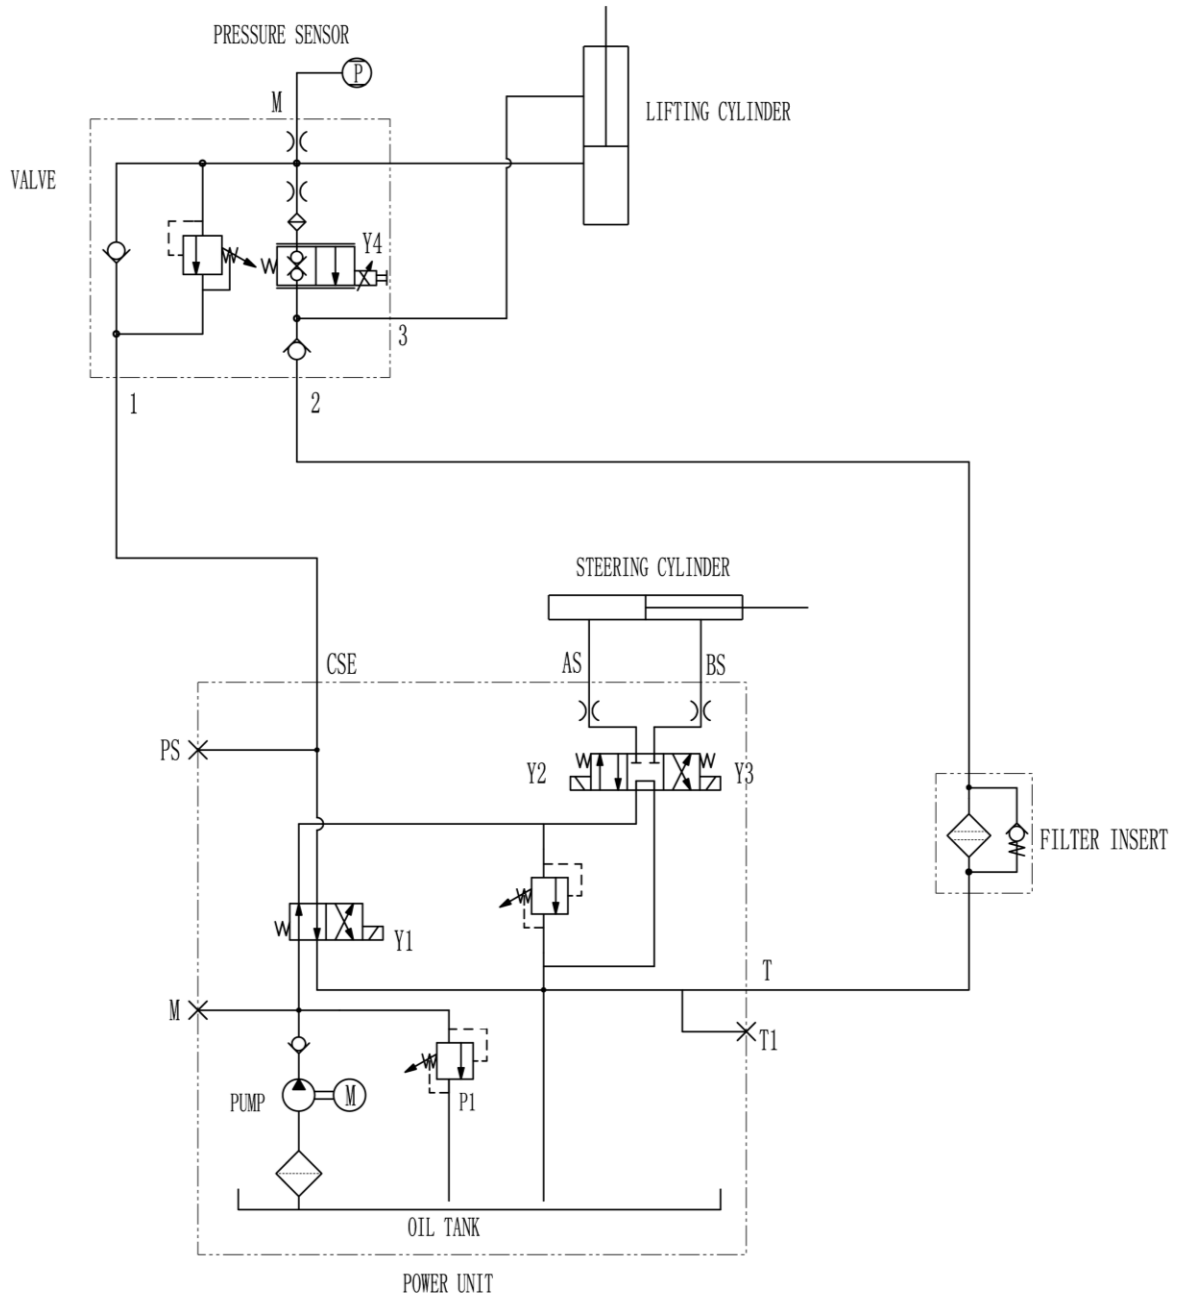 PRESSURE SENSOR
P
M
LIFTING CYLINDER
VALVE
Y4
3
1
2
STEERING CYLINDER
CSE
AS
BS
PS
Y2
Y3
FILTER INSERT
Y1
T
M
T1
PUMP
M
P1
OIL TANK
POWER UNIT